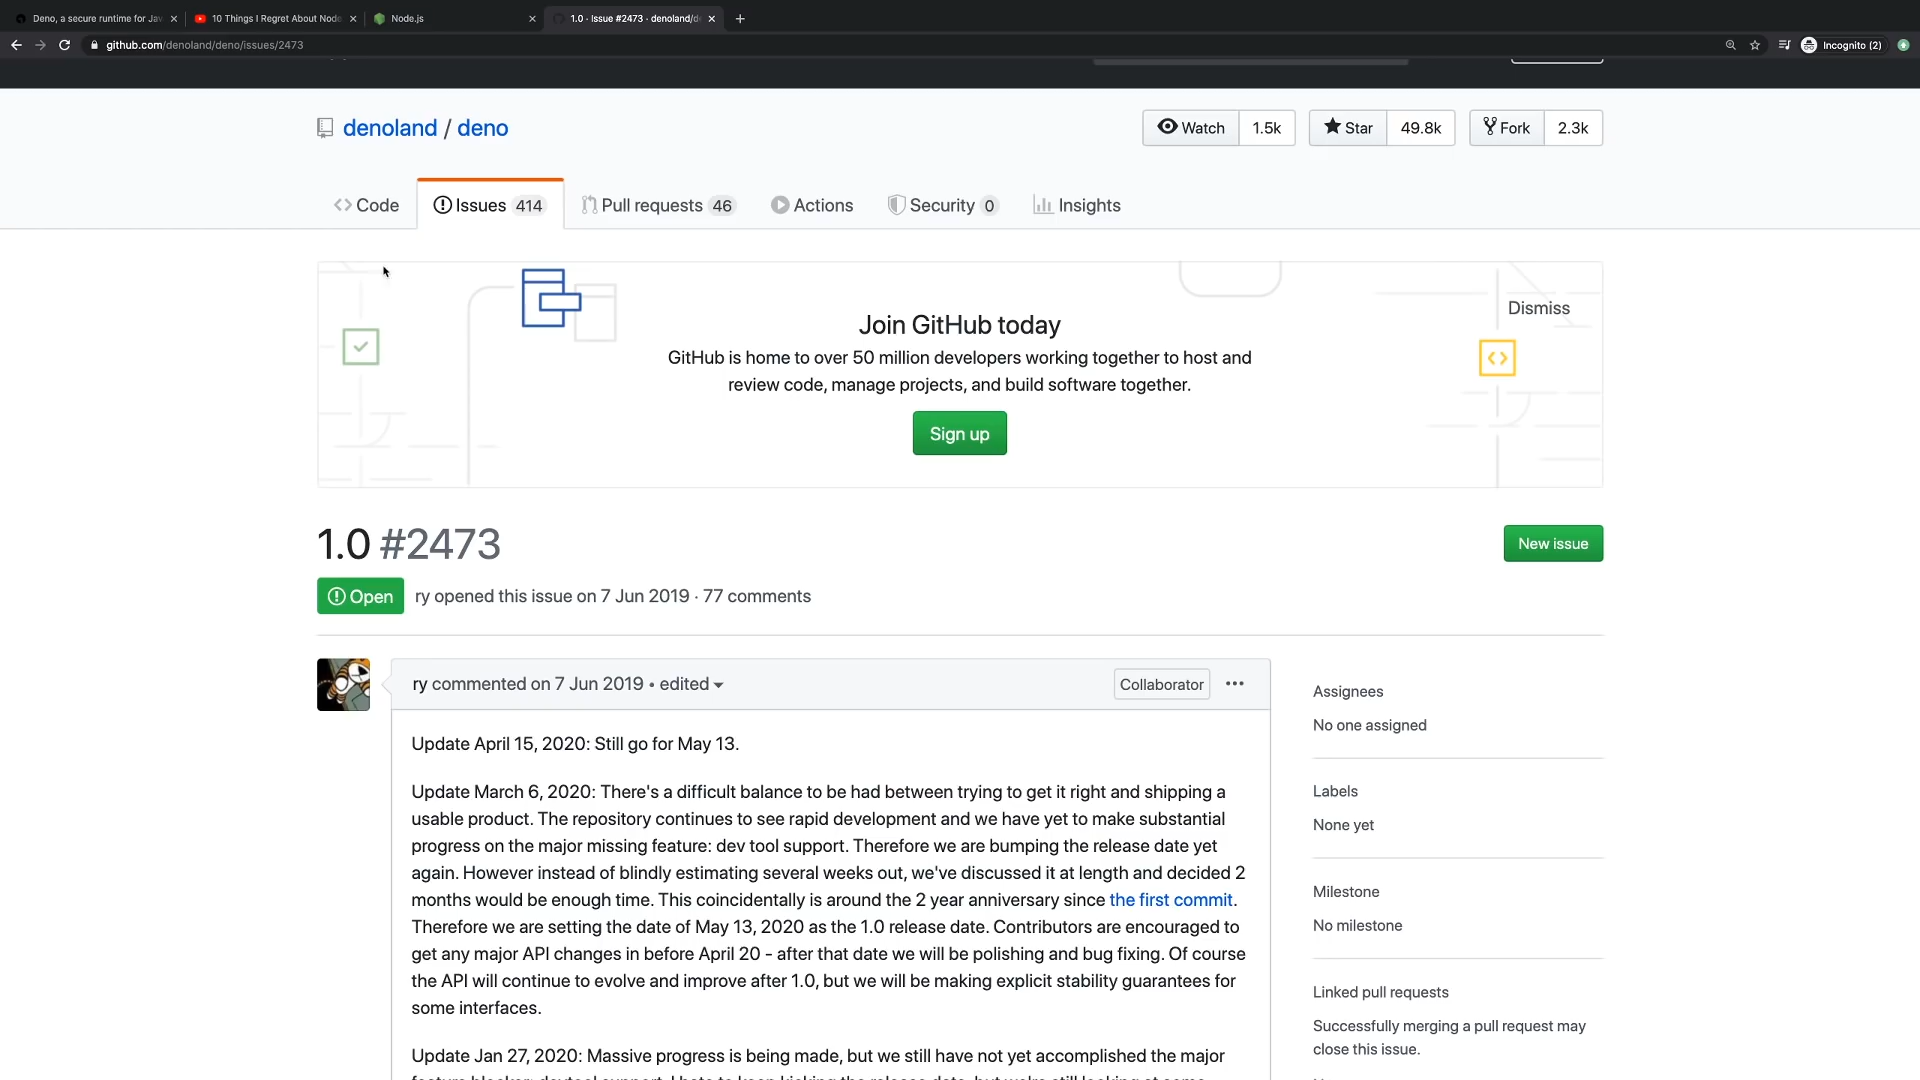 Deno, a secure runtime for Jav
10 Things I Regret About Node
Node.js
1.0 · Issue #2473 · denoland/de
github.com/denoland/deno/issues/2473
Incognito (2)
denoland / deno
Watch 1.5k
Star 49.8k
Fork 2.3k
Code
Issues 414
Pull requests 46
Actions
Security 0
Insights
Dismiss
Join GitHub today
GitHub is home to over 50 million developers working together to host and
review code, manage projects, and build software together.
Sign up
1.0 #2473
New issue
Open
ry opened this issue on 7 Jun 2019 · 77 comments
ry commented on 7 Jun 2019 • edited
Collaborator
Update April 15, 2020: Still go for May 13.
Update March 6, 2020: There's a difficult balance to be had between trying to get it right and shipping a
usable product. The repository continues to see rapid development and we have yet to make substantial
progress on the major missing feature: dev tool support. Therefore we are bumping the release date yet
again. However instead of blindly estimating several weeks out, we've discussed it at length and decided 2
months would be enough time. This coincidentally is around the 2 year anniversary since the first commit.
Therefore we are setting the date of May 13, 2020 as the 1.0 release date. Contributors are encouraged to
get any major API changes in before April 20 - after that date we will be polishing and bug fixing. Of course
the API will continue to evolve and improve after 1.0, but we will be making explicit stability guarantees for
some interfaces.
Update Jan 27, 2020: Massive progress is being made, but we still have not yet accomplished the major
Assignees
No one assigned
Labels
None yet
Milestone
No milestone
Linked pull requests
Successfully merging a pull request may
close this issue.